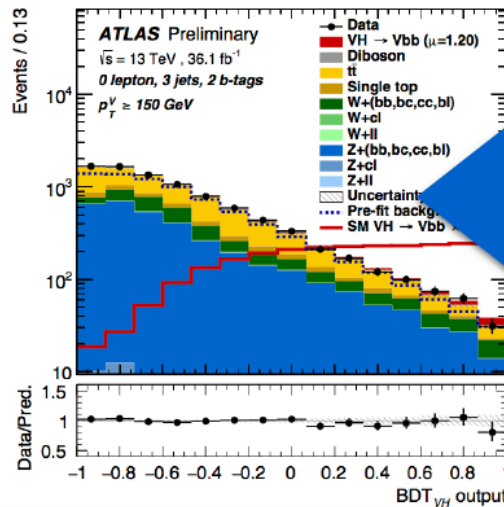 Events / 0.13
ATLAS Preliminary
√s = 13 TeV , 36.1 fb⁻¹
0 lepton, 3 jets, 2 b-tags
p_T^V ≥ 150 GeV
Data
VH → Vbb (μ=1.20)
Diboson
tt̄
Single top
W+(bb,bc,cc,bl)
W+cl
W+ll
Z+(bb,bc,cc,bl)
Z+cl
Z+ll
Pre-fit
SM VH → Vbb
10⁴
10³
10²
10
Data/Pred.
1.5
1
0.5
−1 −0.8 −0.6 −0.4 −0.2 0 0.2 0.4 0.6 0.8
BDT_VH output